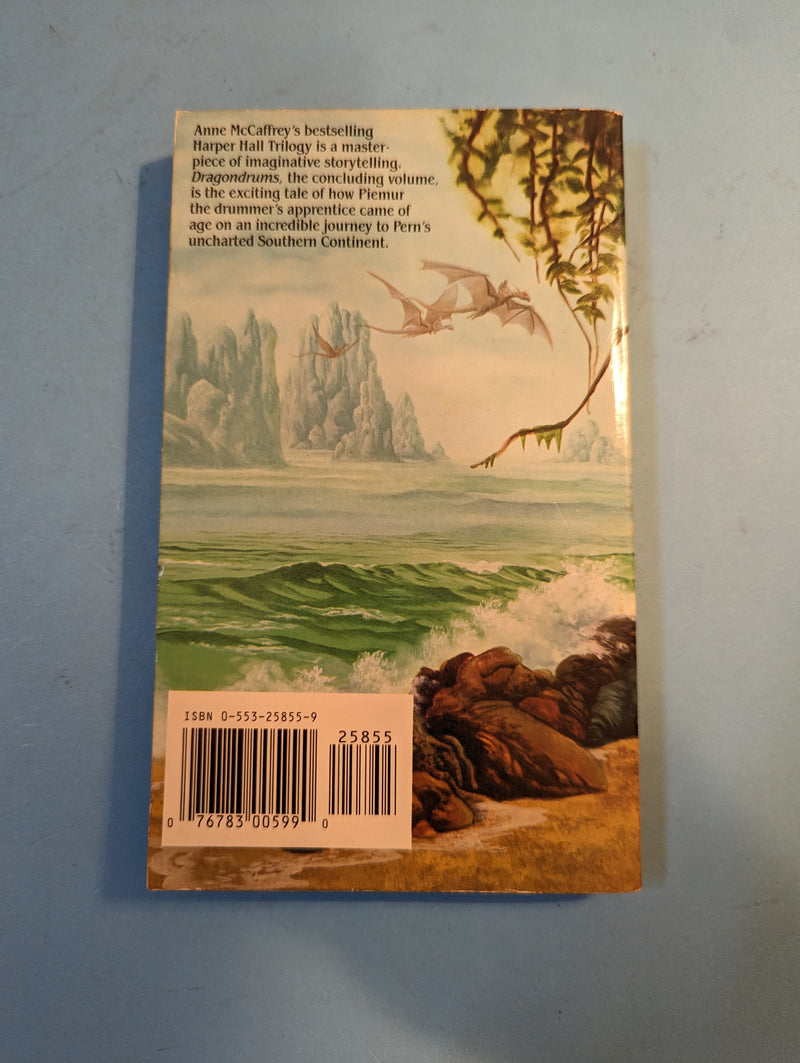 Anne McCaffrey's bestselling
Harper Hall Trilogy is a master-
piece of imaginative storytelling.
Dragondrums, the concluding volume,
is the exciting tale of how Piemur
the drummer's apprentice came of
age on an incredible journey to Pern's
uncharted Southern Continent.
ISBN 0-553-25855-9
25855
0 76783 00599 0